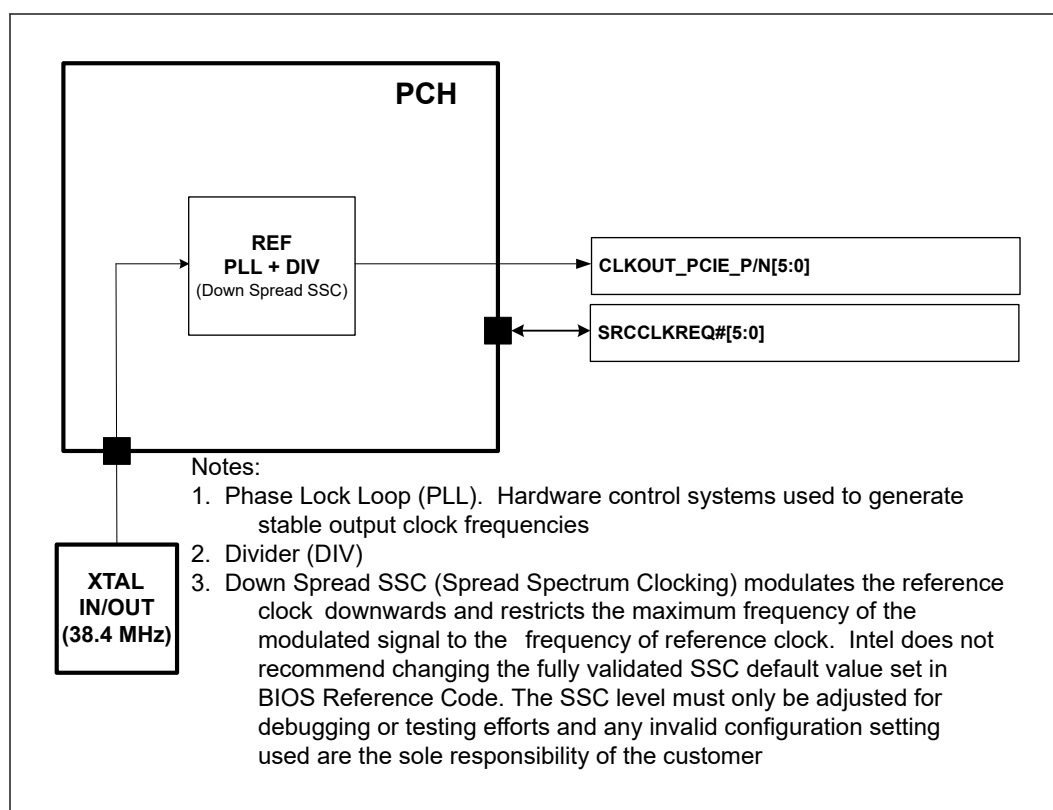 PCH
REF
PLL + DIV
(Down Spread SSC)
CLKOUT_PCIE_P/N[5:0]
SRCCLKREQ#[5:0]
XTAL
IN/OUT
(38.4 MHz)
Notes:
1. Phase Lock Loop (PLL). Hardware control systems used to generate
stable output clock frequencies
2. Divider (DIV)
3. Down Spread SSC (Spread Spectrum Clocking) modulates the reference
clock downwards and restricts the maximum frequency of the
modulated signal to the frequency of reference clock. Intel does not
recommend changing the fully validated SSC default value set in
BIOS Reference Code. The SSC level must only be adjusted for
debugging or testing efforts and any invalid configuration setting
used are the sole responsibility of the customer